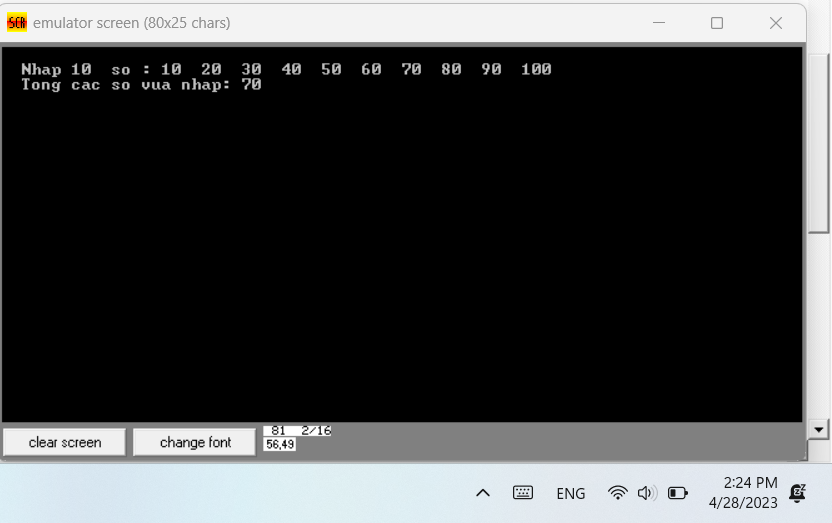 SCR emulator screen (80x25 chars)
Nhap 10  so : 10  20  30  40  50  60  70  80  90  100
Tong cac so vua nhap: 70
clear screen
change font
81  2/16
56,49
ENG
2:24 PM
4/28/2023